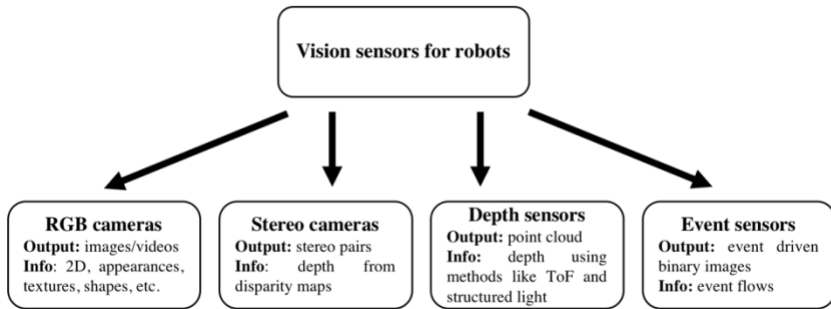 Vision sensors for robots
RGB cameras
Output: images/videos
Info: 2D, appearances,
textures, shapes, etc.
Stereo cameras
Output: stereo pairs
Info: depth from
disparity maps
Depth sensors
Output: point cloud
Info: depth using
methods like ToF and
structured light
Event sensors
Output: event driven
binary images
Info: event flows